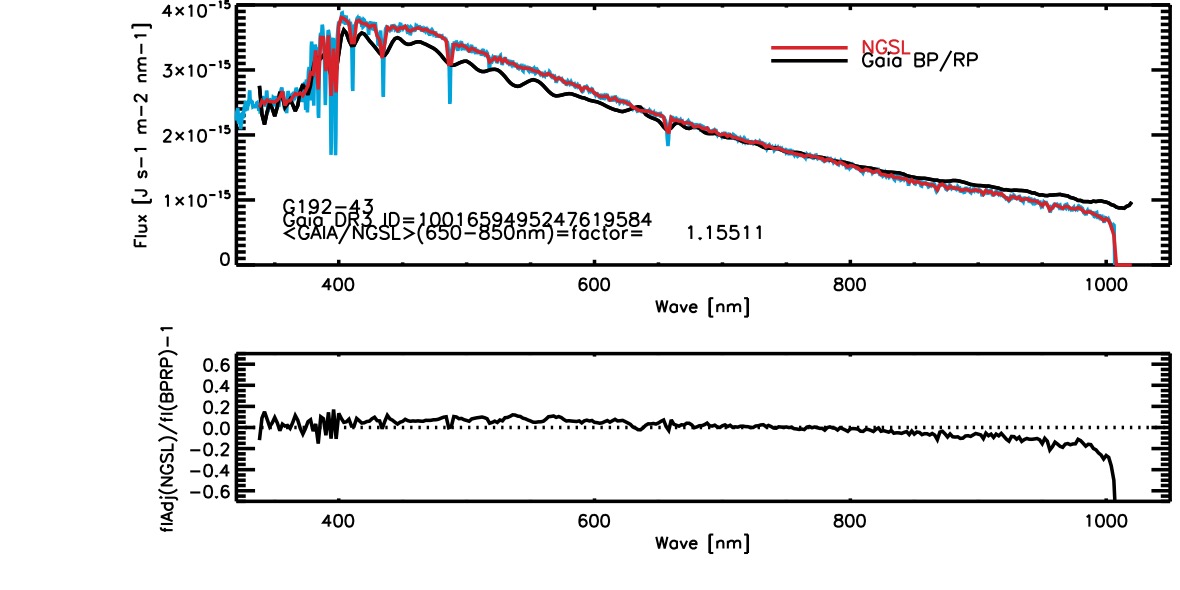 4×10−15
3×10−15
2×10−15
1×10−15
0
Flux [J s−1 m−2 nm−1]
NGSL
Gaia BP/RP
G192−43
Gaia DR3 ID=1001659495247619584
<GAIA/NGSL>(650−850nm)=factor= 1.15511
400 600 800 1000
Wave [nm]
0.6
0.4
0.2
0.0
−0.2
−0.4
−0.6
flAdj(NGSL)/fl(BPRP)−1
400 600 800 1000
Wave [nm]